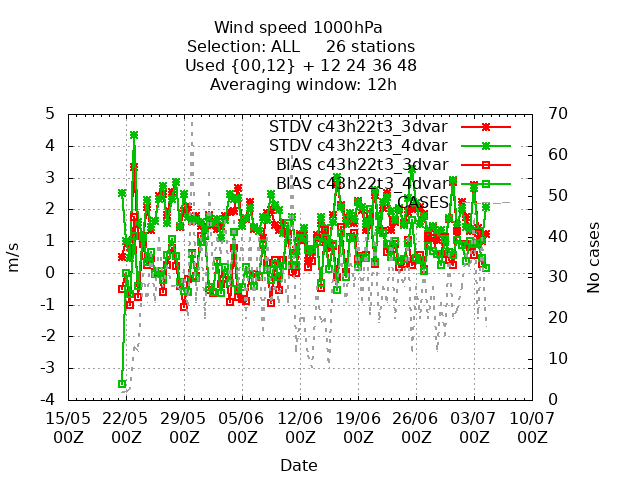 Wind speed 1000hPa
Selection: ALL 26 stations
Used {00,12} + 12 24 36 48
Averaging window: 12h
STDV c43h22t3_3dvar
STDV c43h22t3_4dvar
BIAS c43h22t3_3dvar
BIAS c43h22t3_4dvar
CASES
5
4
3
2
1
0
-1
-2
-3
-4
m/s
70
60
50
40
30
20
10
0
No cases
15/05 22/05 29/05 05/06 12/06 19/06 26/06 03/07 10/07
00Z 00Z 00Z 00Z 00Z 00Z 00Z 00Z 00Z
Date